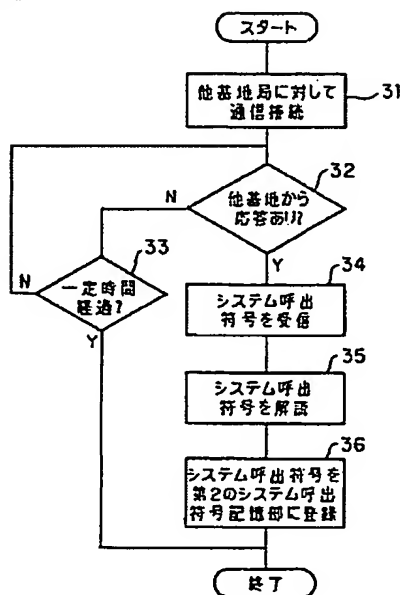 スタート
他基地局に対して
通信接続
31
32
N
他基地から
応答あり?
33
Y
34
N
一定時間
経過?
Y
システム呼出
符号を受信
35
システム呼出
符号を解読
36
システム呼出符号を
第2のシステム呼出
符号記憶部に登録
終了